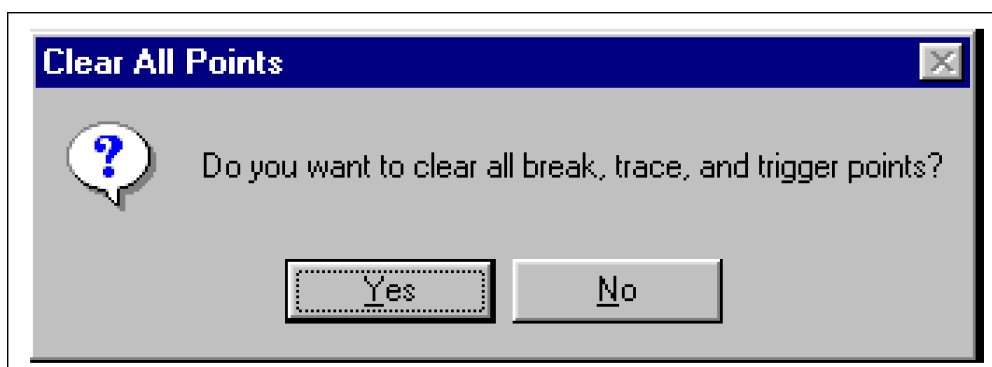 Clear All Points
Do you want to clear all break, trace, and trigger points?
Yes No